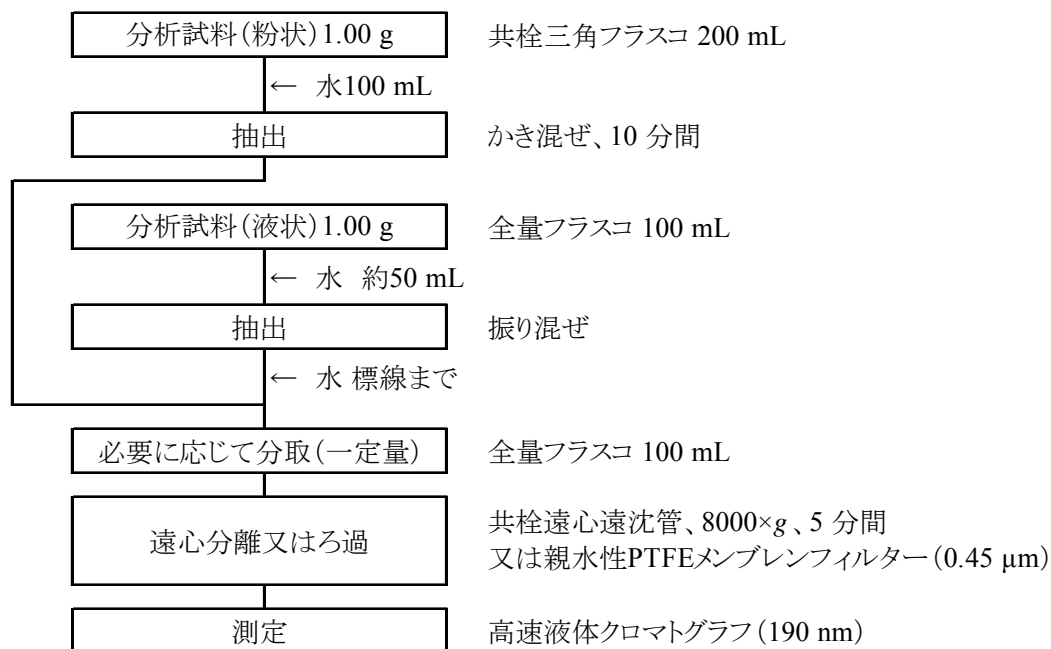 分析試料(粉状)1.00 g 共栓三角フラスコ 200 mL
← 水100 mL
抽出 かき混ぜ、10 分間
分析試料(液状)1.00 g 全量フラスコ 100 mL
← 水 約50 mL
抽出 振り混ぜ
← 水 標線まで
必要に応じて分取(一定量) 全量フラスコ 100 mL
遠心分離又はろ過 共栓遠心遠沈管、8000×g、5 分間
又は親水性PTFEメンブレンフィルター(0.45 µm)
測定 高速液体クロマトグラフ(190 nm)